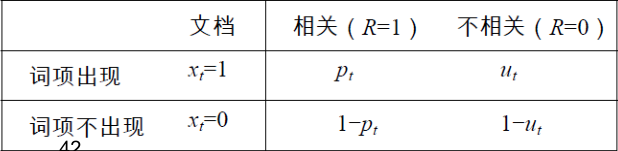 文档 相关（R=1） 不相关（R=0）
词项出现 xt=1 pt ut
词项不出现 xt=0 1−pt 1−ut
42